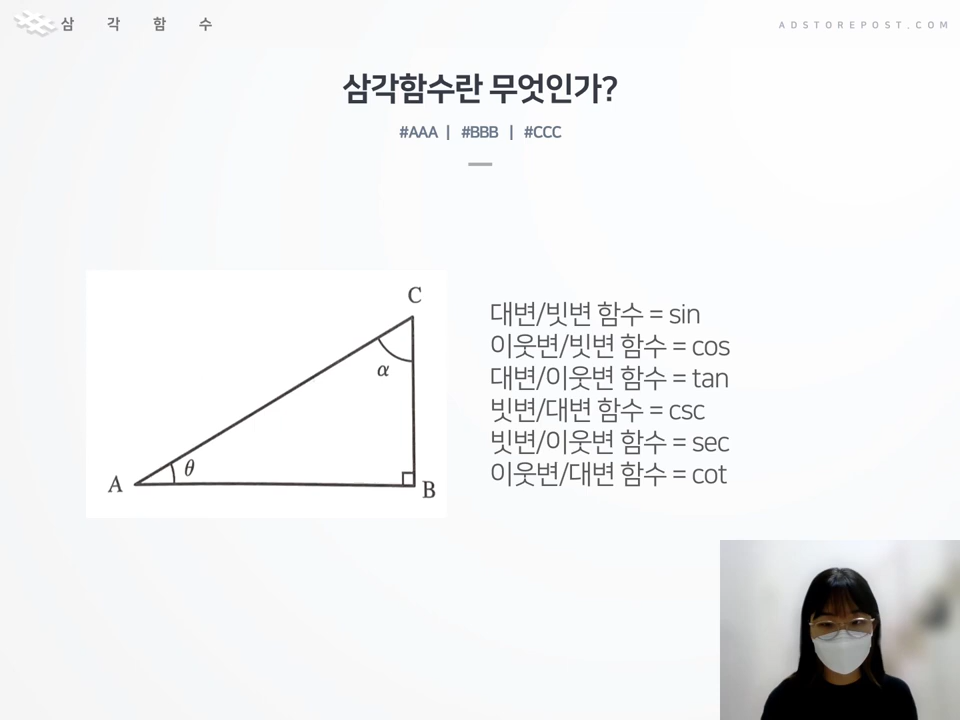 삼 각 함 수
ADSTOREPOST.COM
삼각함수란 무엇인가?
#AAA | #BBB | #CCC
C
α
θ
A
B
대변/빗변 함수 = sin
이웃변/빗변 함수 = cos
대변/이웃변 함수 = tan
빗변/대변 함수 = csc
빗변/이웃변 함수 = sec
이웃변/대변 함수 = cot